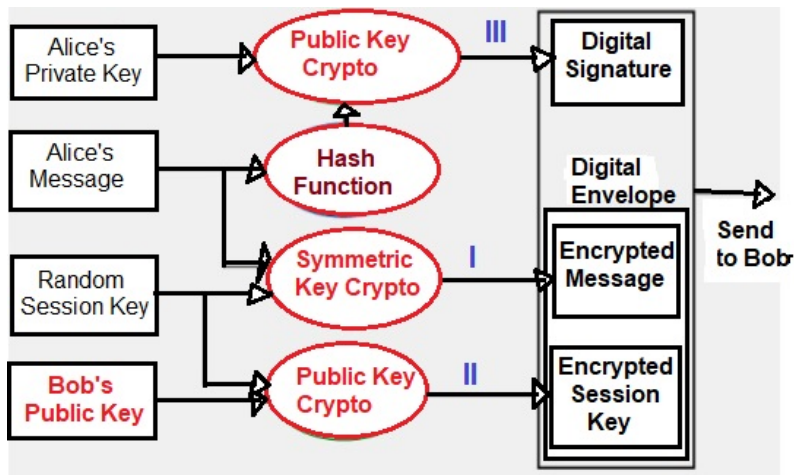 Alice's
Private Key
Public Key
Crypto
III
Digital
Signature
Alice's
Message
Hash
Function
Digital
Envelope
Send
to Bob
Random
Session Key
Symmetric
Key Crypto
I
Encrypted
Message
Bob's
Public Key
Public Key
Crypto
II
Encrypted
Session
Key